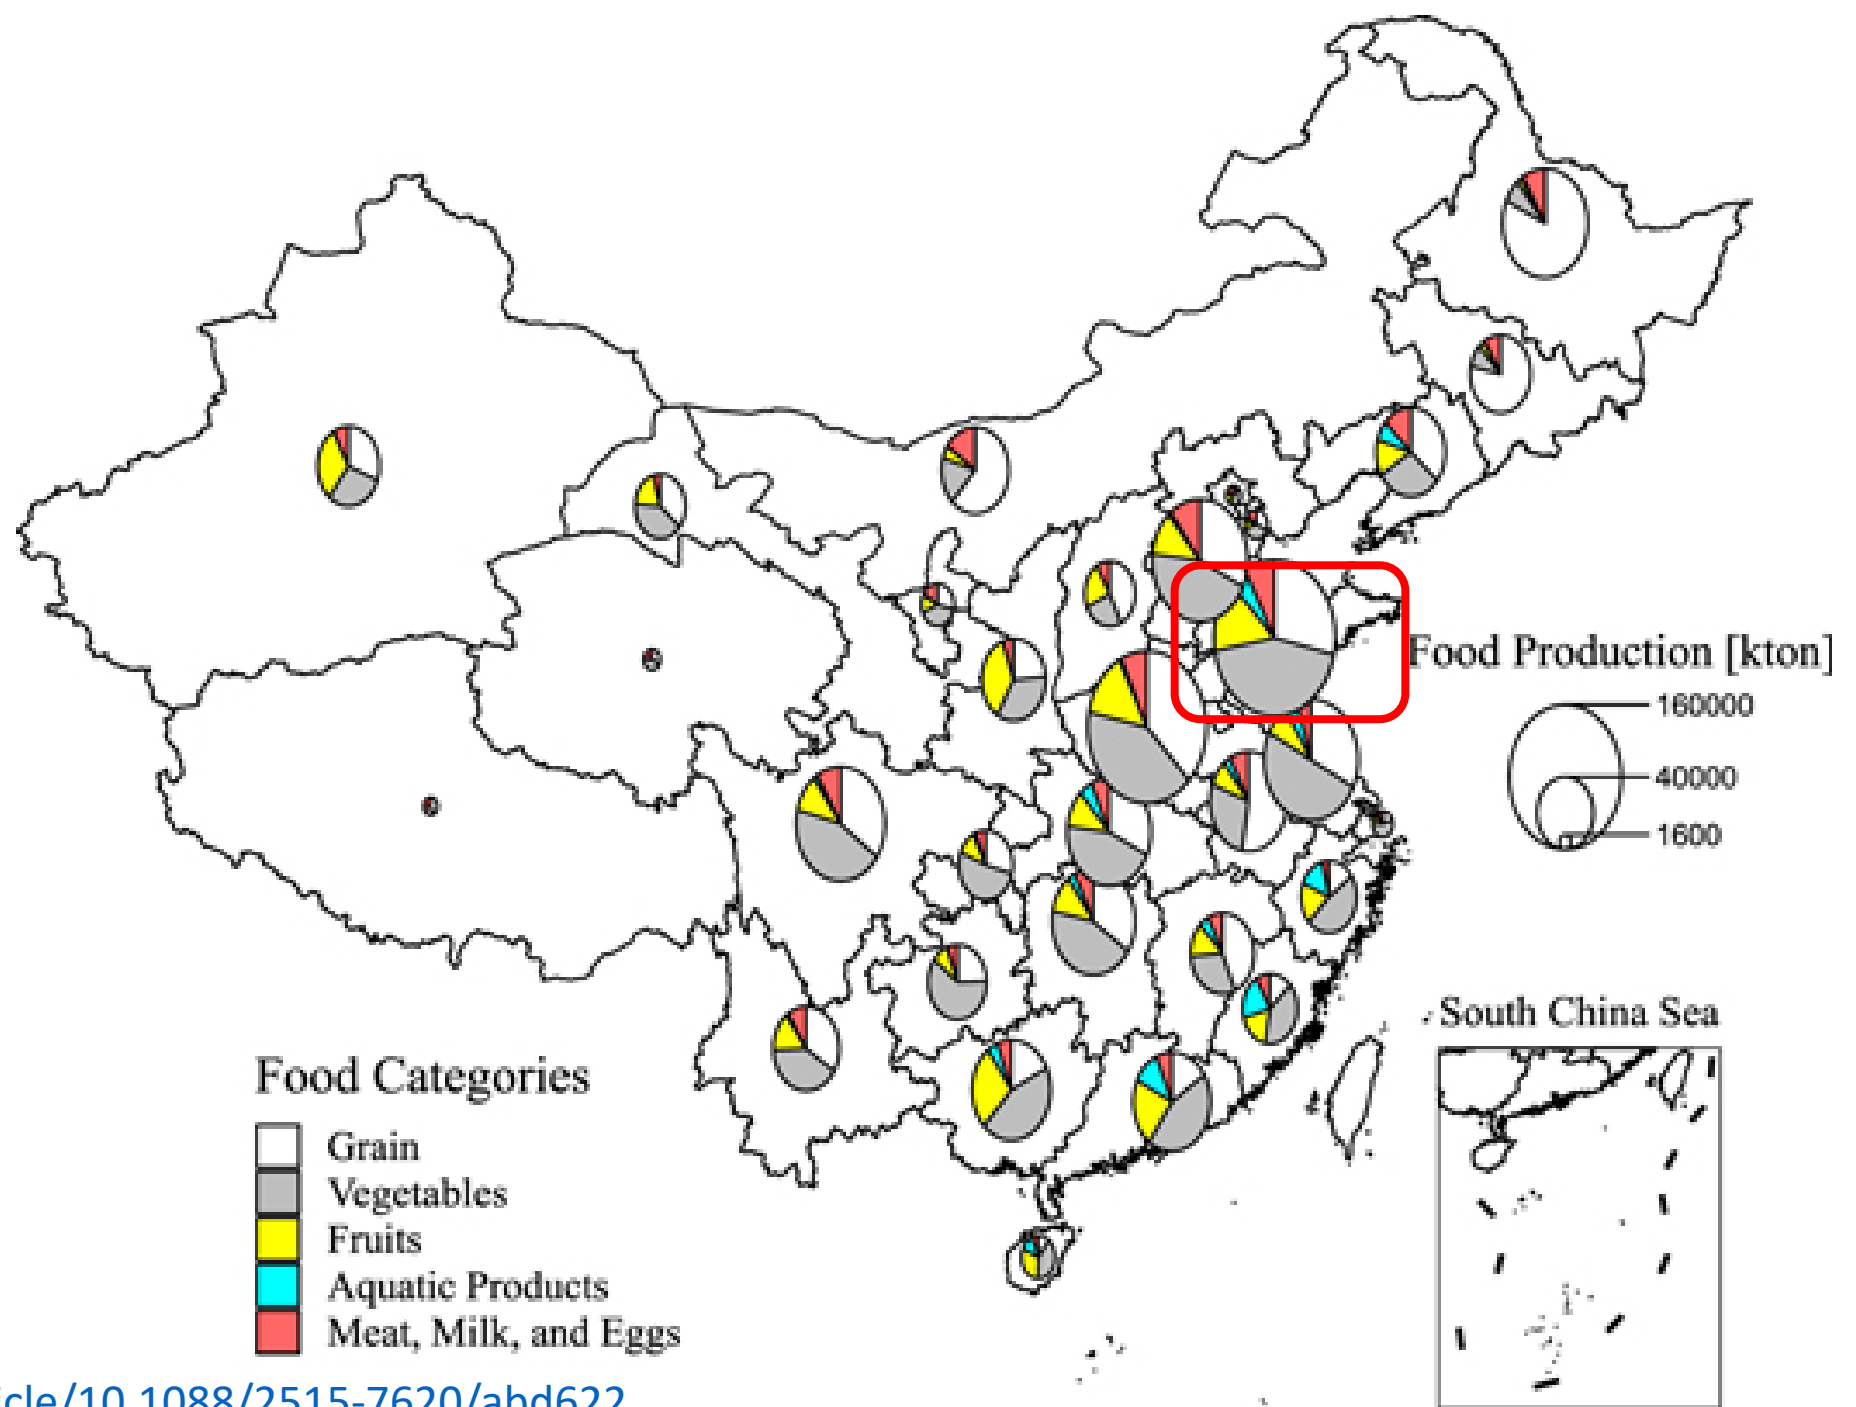 Food Production [kton]
160000
40000
1600
South China Sea
Food Categories
Grain
Vegetables
Fruits
Aquatic Products
Meat, Milk, and Eggs
icle/10.1088/2515-7620/abd622